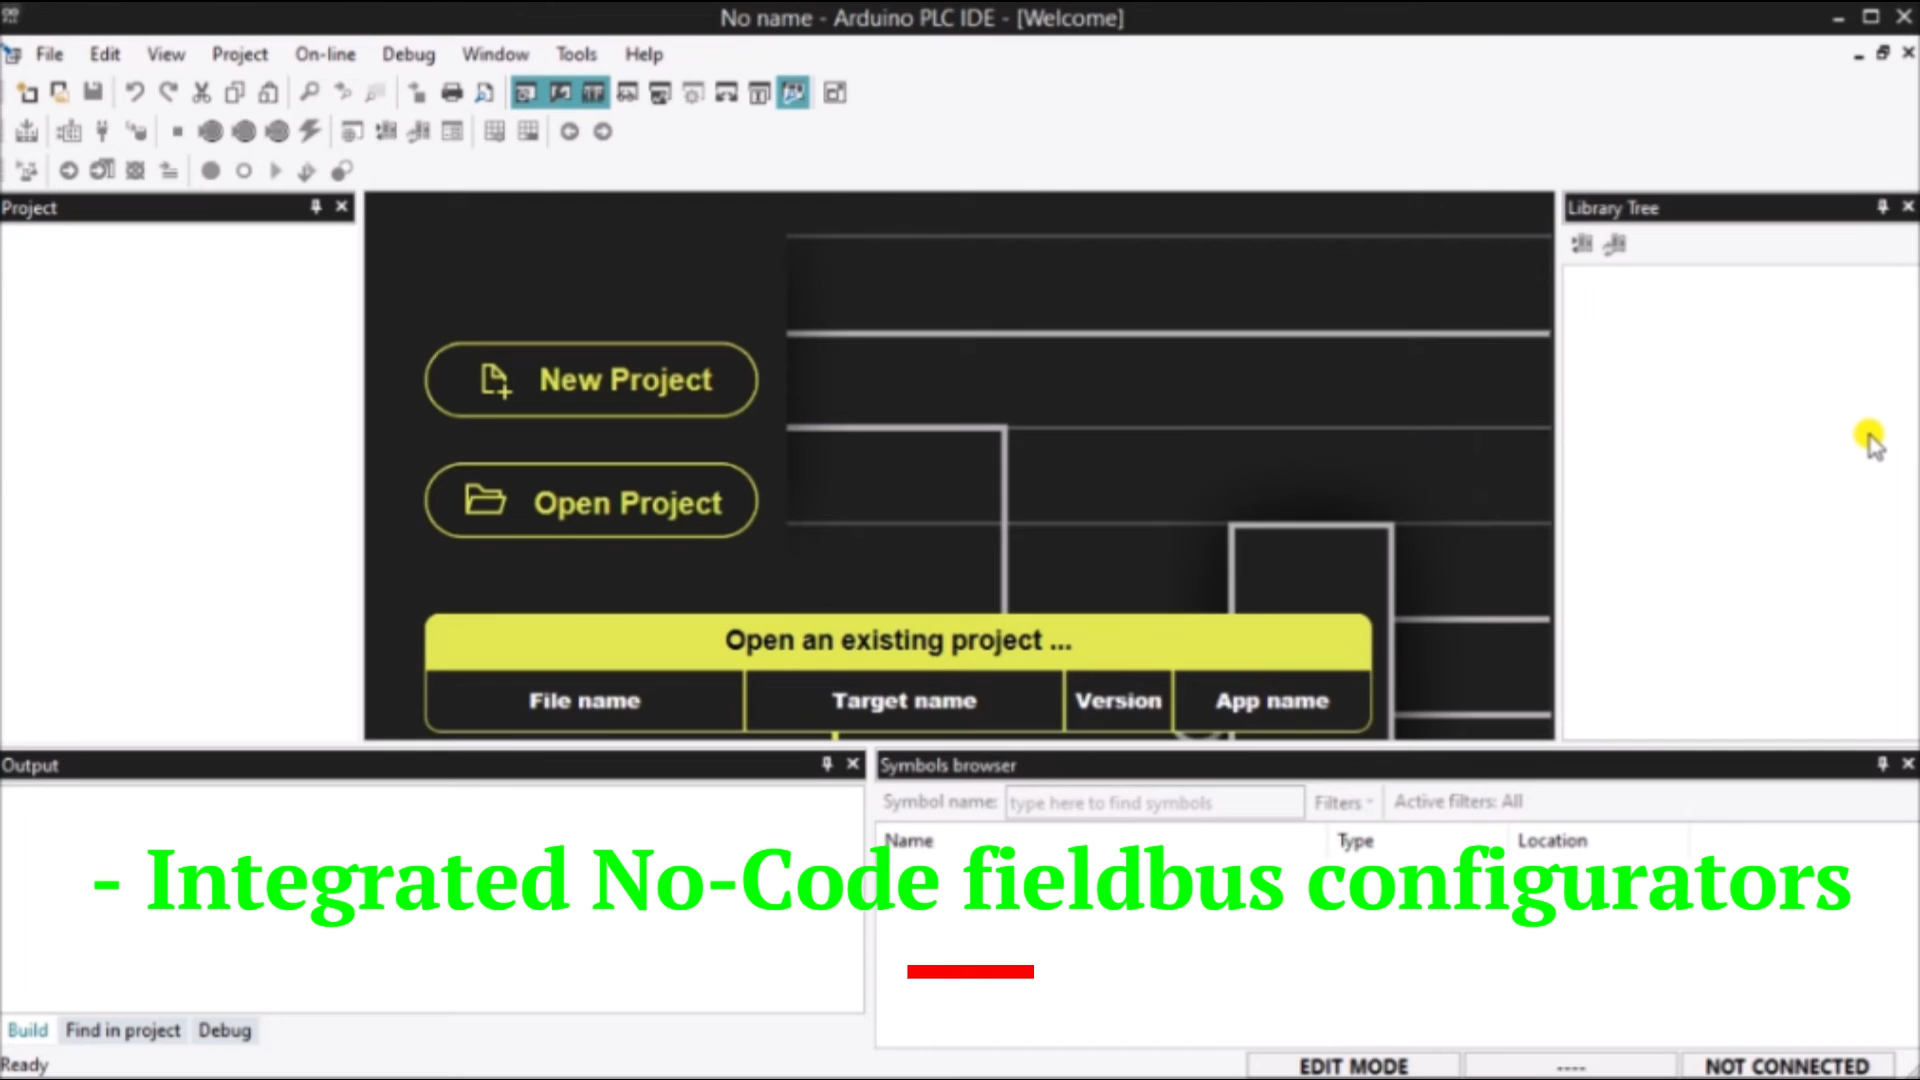 No name - Arduino PLC IDE - [Welcome]
File Edit View Project On-line Debug Window Tools Help
Project
Library Tree
New Project
Open Project
Open an existing project ...
File name Target name Version App name
Output
Symbols browser
Symbol name: type here to find symbols Filters Active filters: All
Name Type Location
- Integrated No-Code fieldbus configurators
Build Find in project Debug
Ready
EDIT MODE ---- NOT CONNECTED